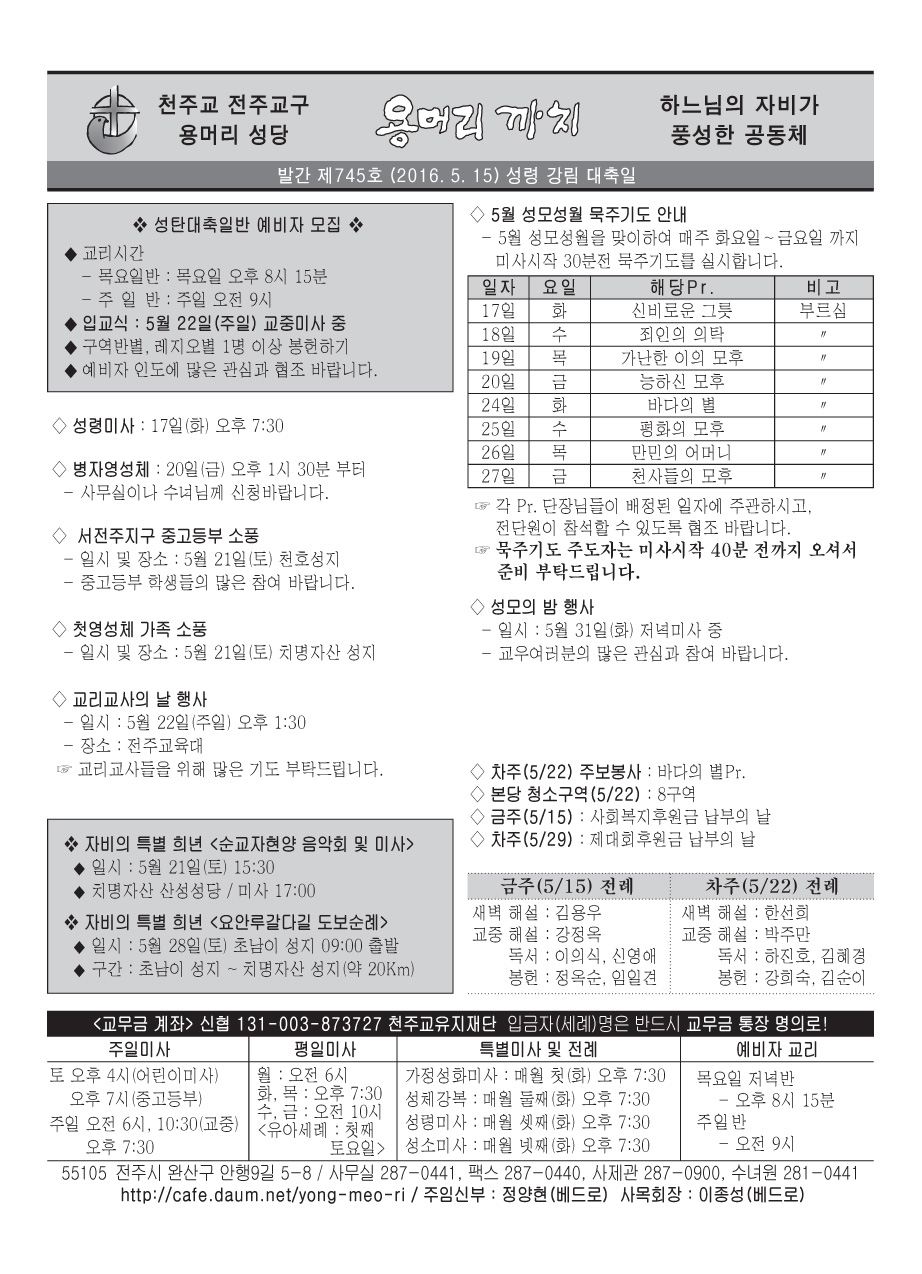 천주교 전주교구
용머리 성당
용머리 까치
하느님의 자비가
풍성한 공동체
발간 제745호 (2016. 5. 15) 성령 강림 대축일
❖ 성탄대축일반 예비자 모집 ❖
◆ 교리시간
- 목요일반 : 목요일 오후 8시 15분
- 주 일 반 : 주일 오전 9시
◆ 입교식 : 5월 22일(주일) 교중미사 중
◆ 구역반별, 레지오별 1명 이상 봉헌하기
◆ 예비자 인도에 많은 관심과 협조 바랍니다.
◇ 성령미사 : 17일(화) 오후 7:30
◇ 병자영성체 : 20일(금) 오후 1시 30분 부터
- 사무실이나 수녀님께 신청바랍니다.
◇ 서전주지구 중고등부 소풍
- 일시 및 장소 : 5월 21일(토) 천호성지
- 중고등부 학생들의 많은 참여 바랍니다.
◇ 첫영성체 가족 소풍
- 일시 및 장소 : 5월 21일(토) 치명자산 성지
◇ 교리교사의 날 행사
- 일시 : 5월 22일(주일) 오후 1:30
- 장소 : 전주교육대
☞ 교리교사들을 위해 많은 기도 부탁드립니다.
❖ 자비의 특별 희년 <순교자현양 음악회 및 미사>
◆ 일시 : 5월 21일(토) 15:30
◆ 치명자산 산성성당 / 미사 17:00
❖ 자비의 특별 희년 <요안루갈다길 도보순례>
◆ 일시 : 5월 28일(토) 초남이 성지 09:00 출발
◆ 구간 : 초남이 성지 ~ 치명자산 성지(약 20Km)
◇ 5월 성모성월 묵주기도 안내
- 5월 성모성월을 맞이하여 매주 화요일~금요일 까지
미사시작 30분전 묵주기도를 실시합니다.
일자 요일 해당Pr. 비고
17일 화 신비로운 그릇 부르심
18일 수 죄인의 의탁 〃
19일 목 가난한 이의 모후 〃
20일 금 능하신 모후 〃
24일 화 바다의 별 〃
25일 수 평화의 모후 〃
26일 목 만민의 어머니 〃
27일 금 천사들의 모후 〃
☞ 각 Pr. 단장님들이 배정된 일자에 주관하시고,
전단원이 참석할 수 있도록 협조 바랍니다.
☞ 묵주기도 주도자는 미사시작 40분 전까지 오셔서
준비 부탁드립니다.
◇ 성모의 밤 행사
- 일시 : 5월 31일(화) 저녁미사 중
- 교우여러분의 많은 관심과 참여 바랍니다.
◇ 차주(5/22) 주보봉사 : 바다의 별Pr.
◇ 본당 청소구역(5/22) : 8구역
◇ 금주(5/15) : 사회복지후원금 납부의 날
◇ 차주(5/29) : 제대회후원금 납부의 날
금주(5/15) 전례 차주(5/22) 전례
새벽 해설 : 김용우 새벽 해설 : 한선희
교중 해설 : 강정옥 교중 해설 : 박주만
독서 : 이의식, 신영애 독서 : 하진호, 김혜경
봉헌 : 정옥순, 임일견 봉헌 : 강희숙, 김순이
<교무금 계좌> 신협 131-003-873727 천주교유지재단 입금자(세례)명은 반드시 교무금 통장 명의로!
주일미사 평일미사 특별미사 및 전례 예비자 교리
토 오후 4시(어린이미사)
오후 7시(중고등부)
주일 오전 6시, 10:30(교중)
오후 7:30
월 : 오전 6시
화, 목 : 오후 7:30
수, 금 : 오전 10시
<유아세례 : 첫째
토요일>
가정성화미사 : 매월 첫(화) 오후 7:30
성체강복 : 매월 둘째(화) 오후 7:30
성령미사 : 매월 셋째(화) 오후 7:30
성소미사 : 매월 넷째(화) 오후 7:30
목요일 저녁반
- 오후 8시 15분
주일반
- 오전 9시
55105 전주시 완산구 안행9길 5-8 / 사무실 287-0441, 팩스 287-0440, 사제관 287-0900, 수녀원 281-0441
http://cafe.daum.net/yong-meo-ri / 주임신부 : 정양현(베드로) 사목회장 : 이종성(베드로)